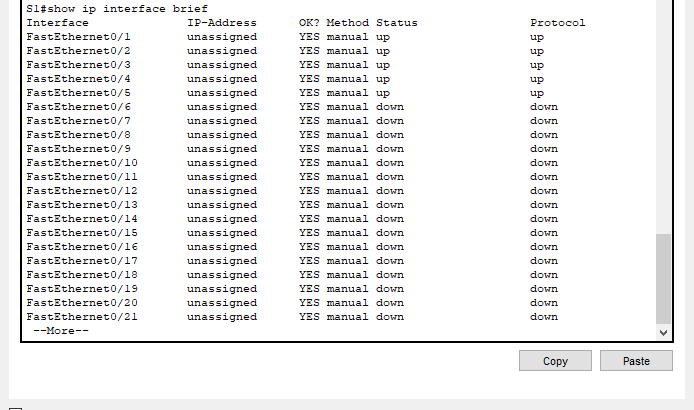 S1#show ip interface brief
Interface IP-Address OK? Method Status Protocol
FastEthernet0/1 unassigned YES manual up up
FastEthernet0/2 unassigned YES manual up up
FastEthernet0/3 unassigned YES manual up up
FastEthernet0/4 unassigned YES manual up up
FastEthernet0/5 unassigned YES manual up up
FastEthernet0/6 unassigned YES manual down down
FastEthernet0/7 unassigned YES manual down down
FastEthernet0/8 unassigned YES manual down down
FastEthernet0/9 unassigned YES manual down down
FastEthernet0/10 unassigned YES manual down down
FastEthernet0/11 unassigned YES manual down down
FastEthernet0/12 unassigned YES manual down down
FastEthernet0/13 unassigned YES manual down down
FastEthernet0/14 unassigned YES manual down down
FastEthernet0/15 unassigned YES manual down down
FastEthernet0/16 unassigned YES manual down down
FastEthernet0/17 unassigned YES manual down down
FastEthernet0/18 unassigned YES manual down down
FastEthernet0/19 unassigned YES manual down down
FastEthernet0/20 unassigned YES manual down down
FastEthernet0/21 unassigned YES manual down down
--More--
Copy Paste